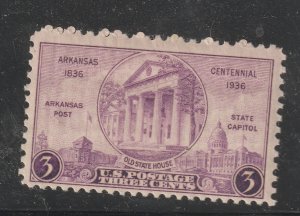 ARKANSAS
1836
CENTENNIAL
1936
ARKANSAS
POST
STATE
CAPITOL
OLD STATE HOUSE
3
U.S. POSTAGE
THREE CENTS
3